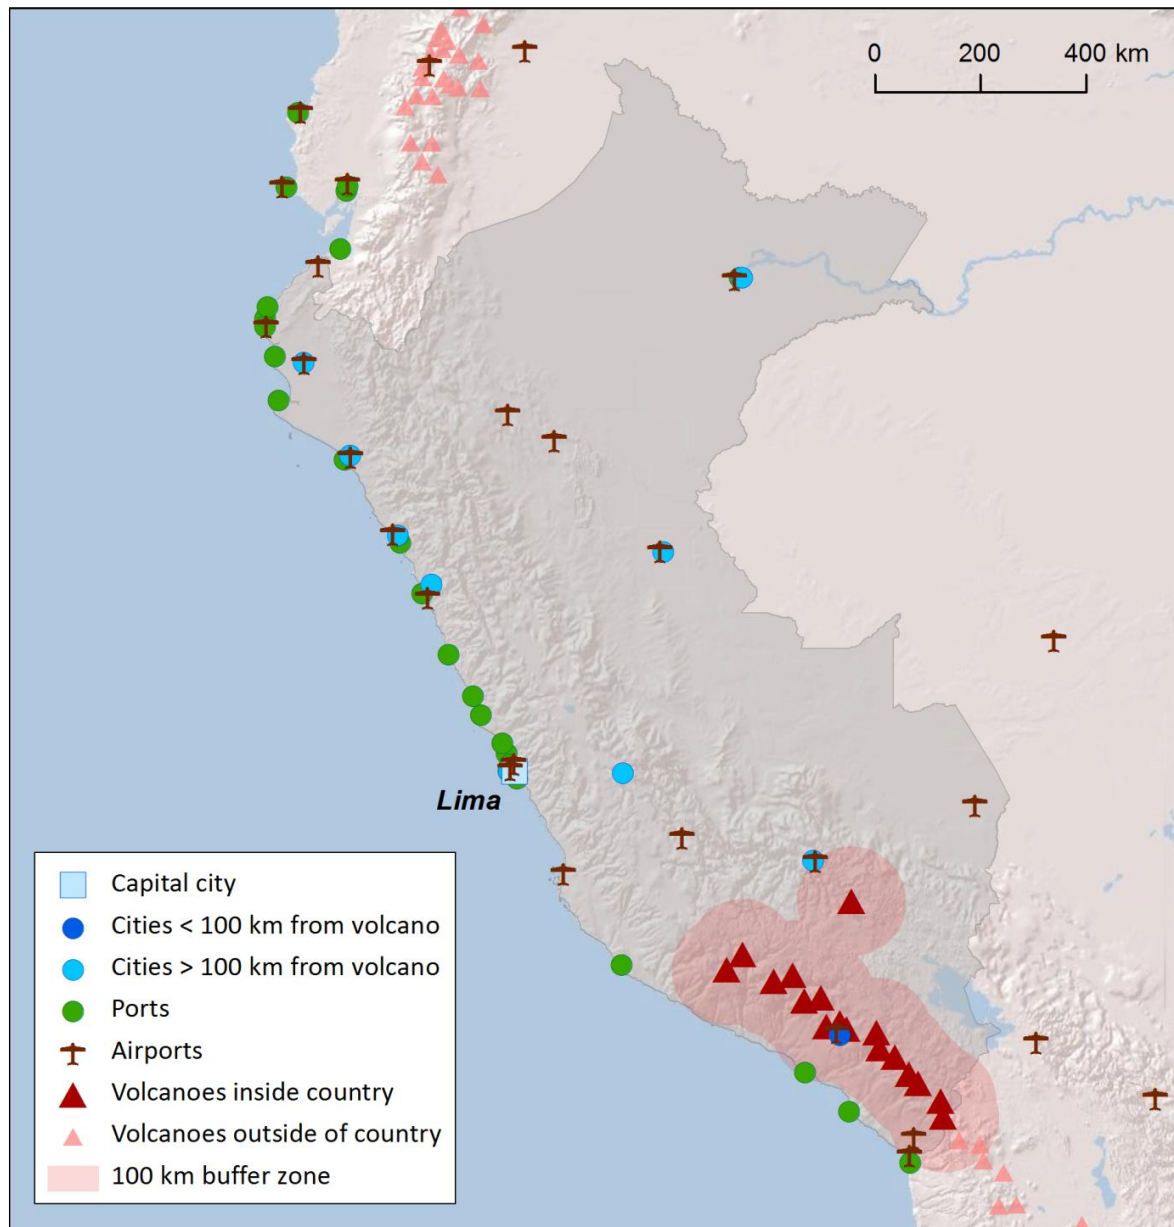 0 200 400 km
Lima
Capital city
Cities < 100 km from volcano
Cities > 100 km from volcano
Ports
Airports
Volcanoes inside country
Volcanoes outside of country
100 km buffer zone